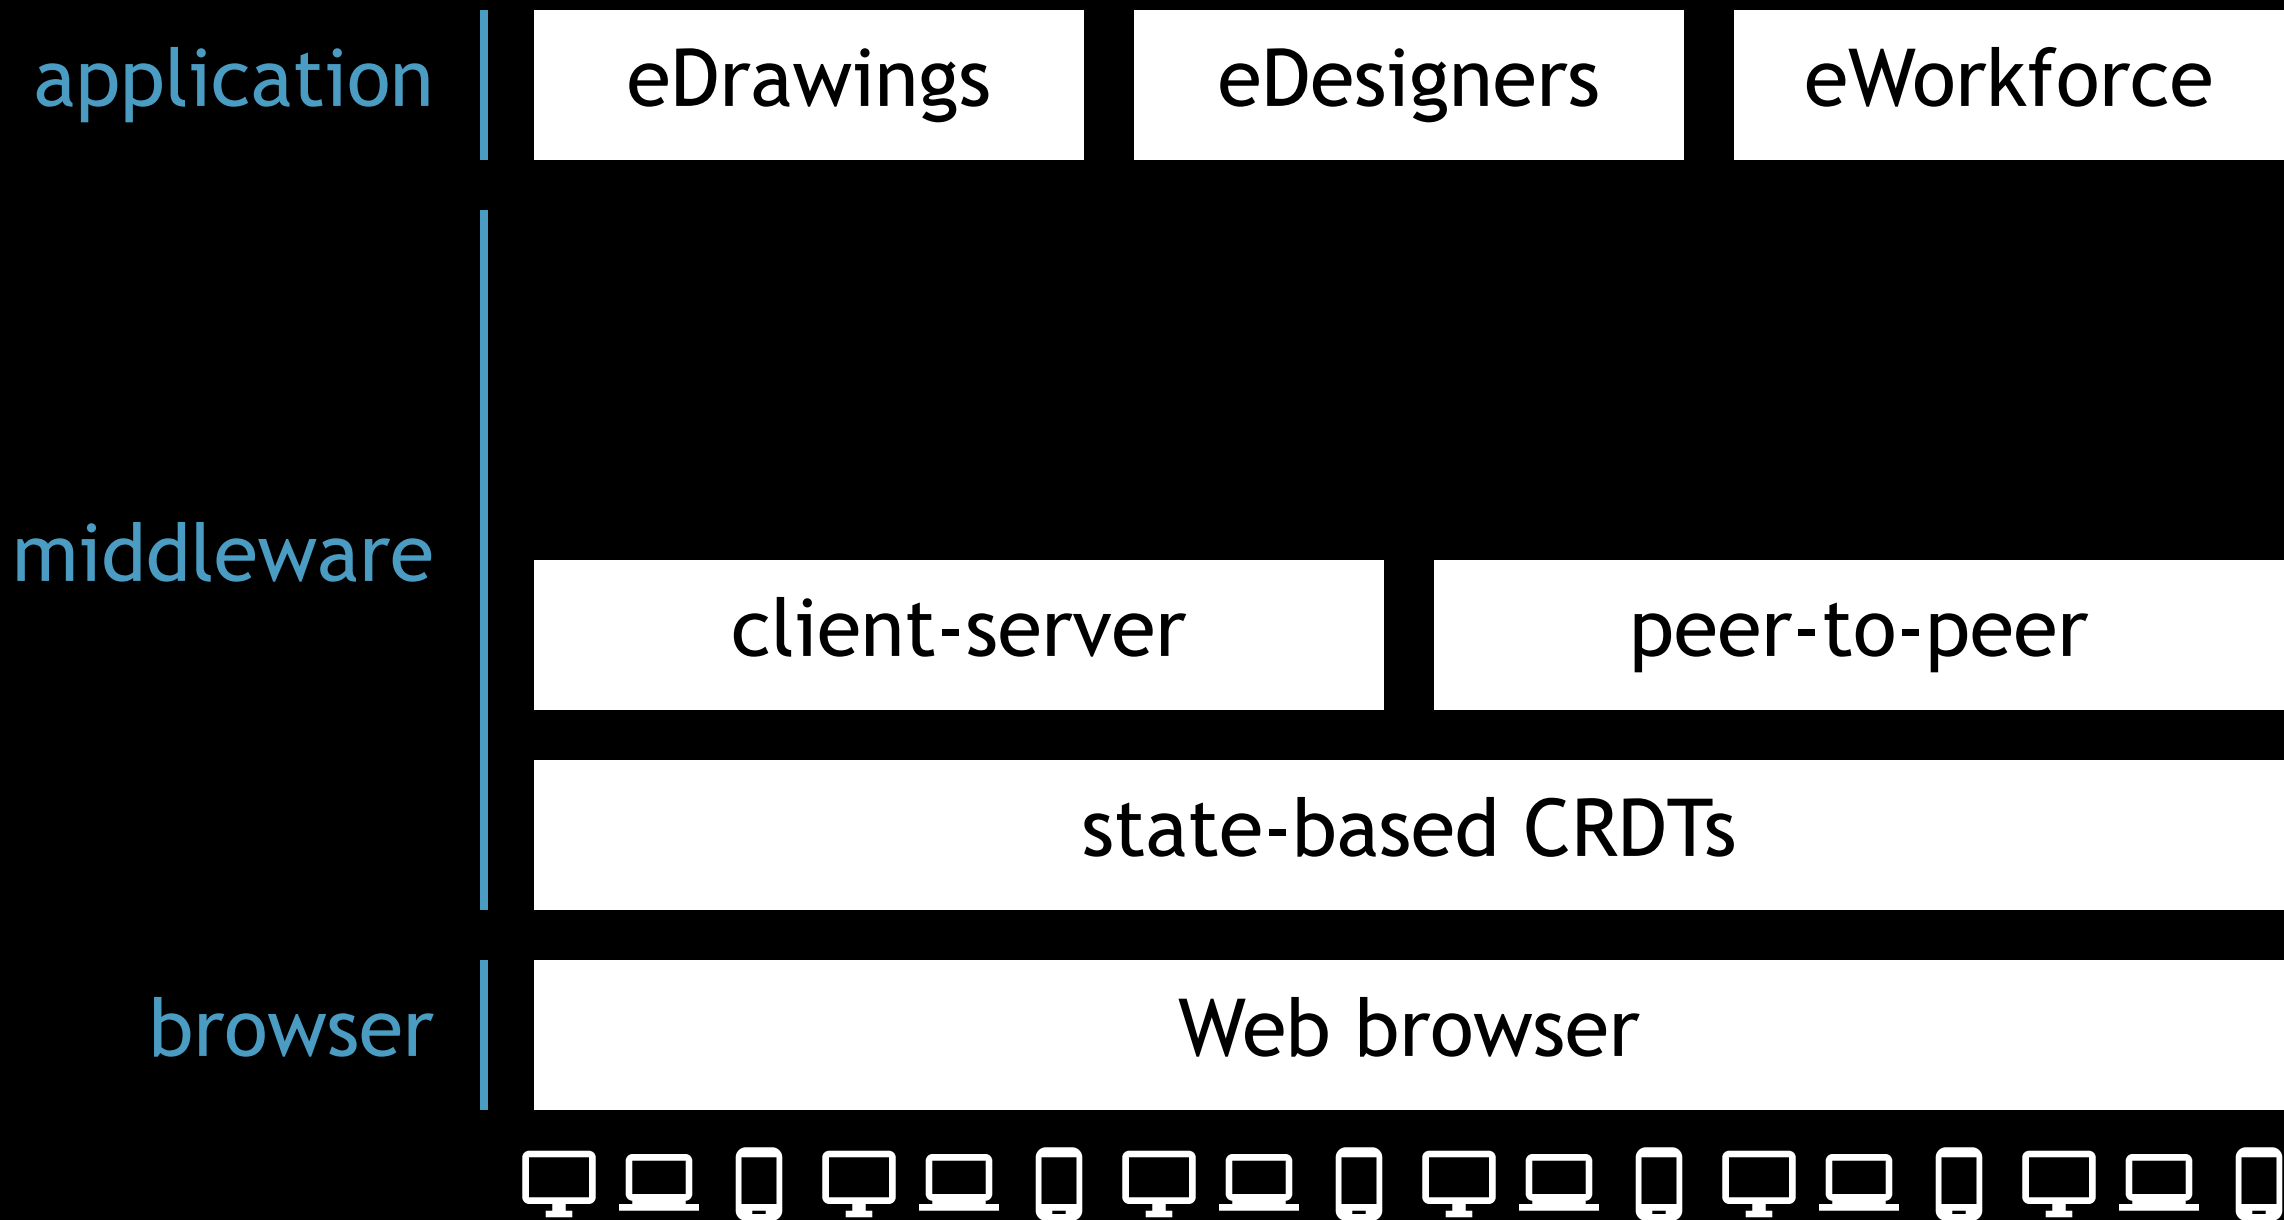 application
eDrawings
eDesigners
eWorkforce
middleware
client-server
peer-to-peer
state-based CRDTs
browser
Web browser